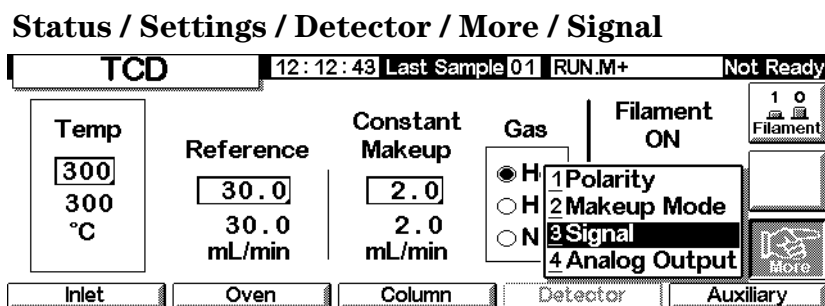 Status / Settings / Detector / More / Signal
TCD 12:12:43 Last Sample 01 RUN.M+ Not Ready
Temp
300
300
°C
Reference
30.0
30.0
mL/min
Constant
Makeup
2.0
2.0
mL/min
Gas
H
H
N
Filament
ON
1 Polarity
2 Makeup Mode
3 Signal
4 Analog Output
1 0
Filament
More
Inlet Oven Column Detector Auxiliary